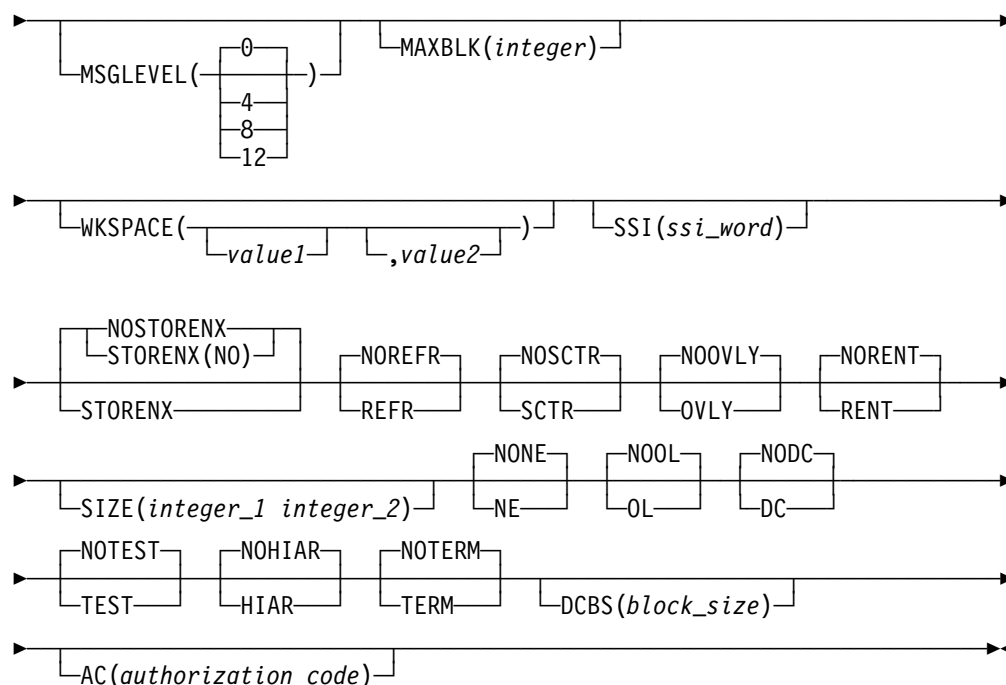 0
MSGLEVEL( )
4
8
12
MAXBLK(integer)
WKSPACE( )
value1
,value2
SSI(ssi_word)
NOSTORENX
STORENX(NO)
STORENX
NOREFR
REFR
NOSCTR
SCTR
NOOVLY
OVLY
NORENT
RENT
SIZE(integer_1 integer_2)
NONE
NE
NOOL
OL
NODC
DC
NOTEST
TEST
NOHIAR
HIAR
NOTERM
TERM
DCBS(block_size)
AC(authorization_code)